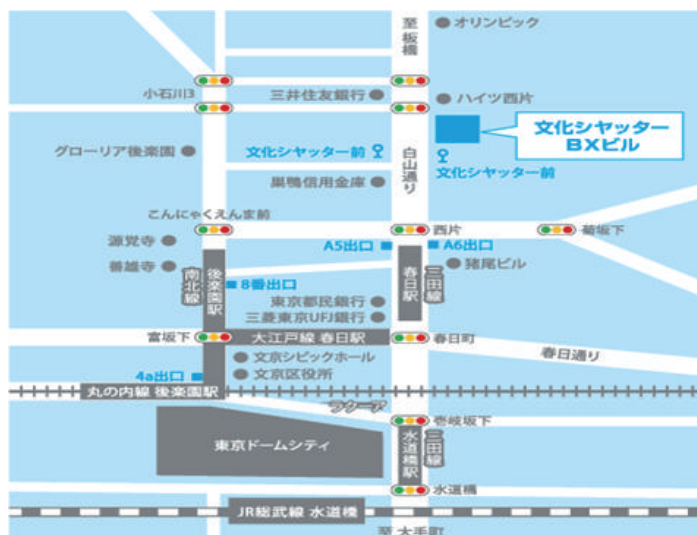 至板橋
オリンピック
小石川3
三井住友銀行
ハイツ西片
文化シヤッター
BXビル
グローリア後楽園
文化シヤッター前
白山通り
文化シヤッター前
巣鴨信用金庫
こんにゃくえんま前
西片
菊坂下
源覚寺
A5出口
A6出口
善雄寺
南北線
後楽園駅
8番出口
春日駅
三田線
猪尾ビル
東京都民銀行
三菱東京UFJ銀行
富坂下
大江戸線 春日駅
春日町
春日通り
文京シビックホール
文京区役所
4a出口
丸の内線 後楽園駅
ラクーア
壱岐坂下
東京ドームシティ
水道橋駅
三田線
水道橋
JR総武線 水道橋
至 大手町